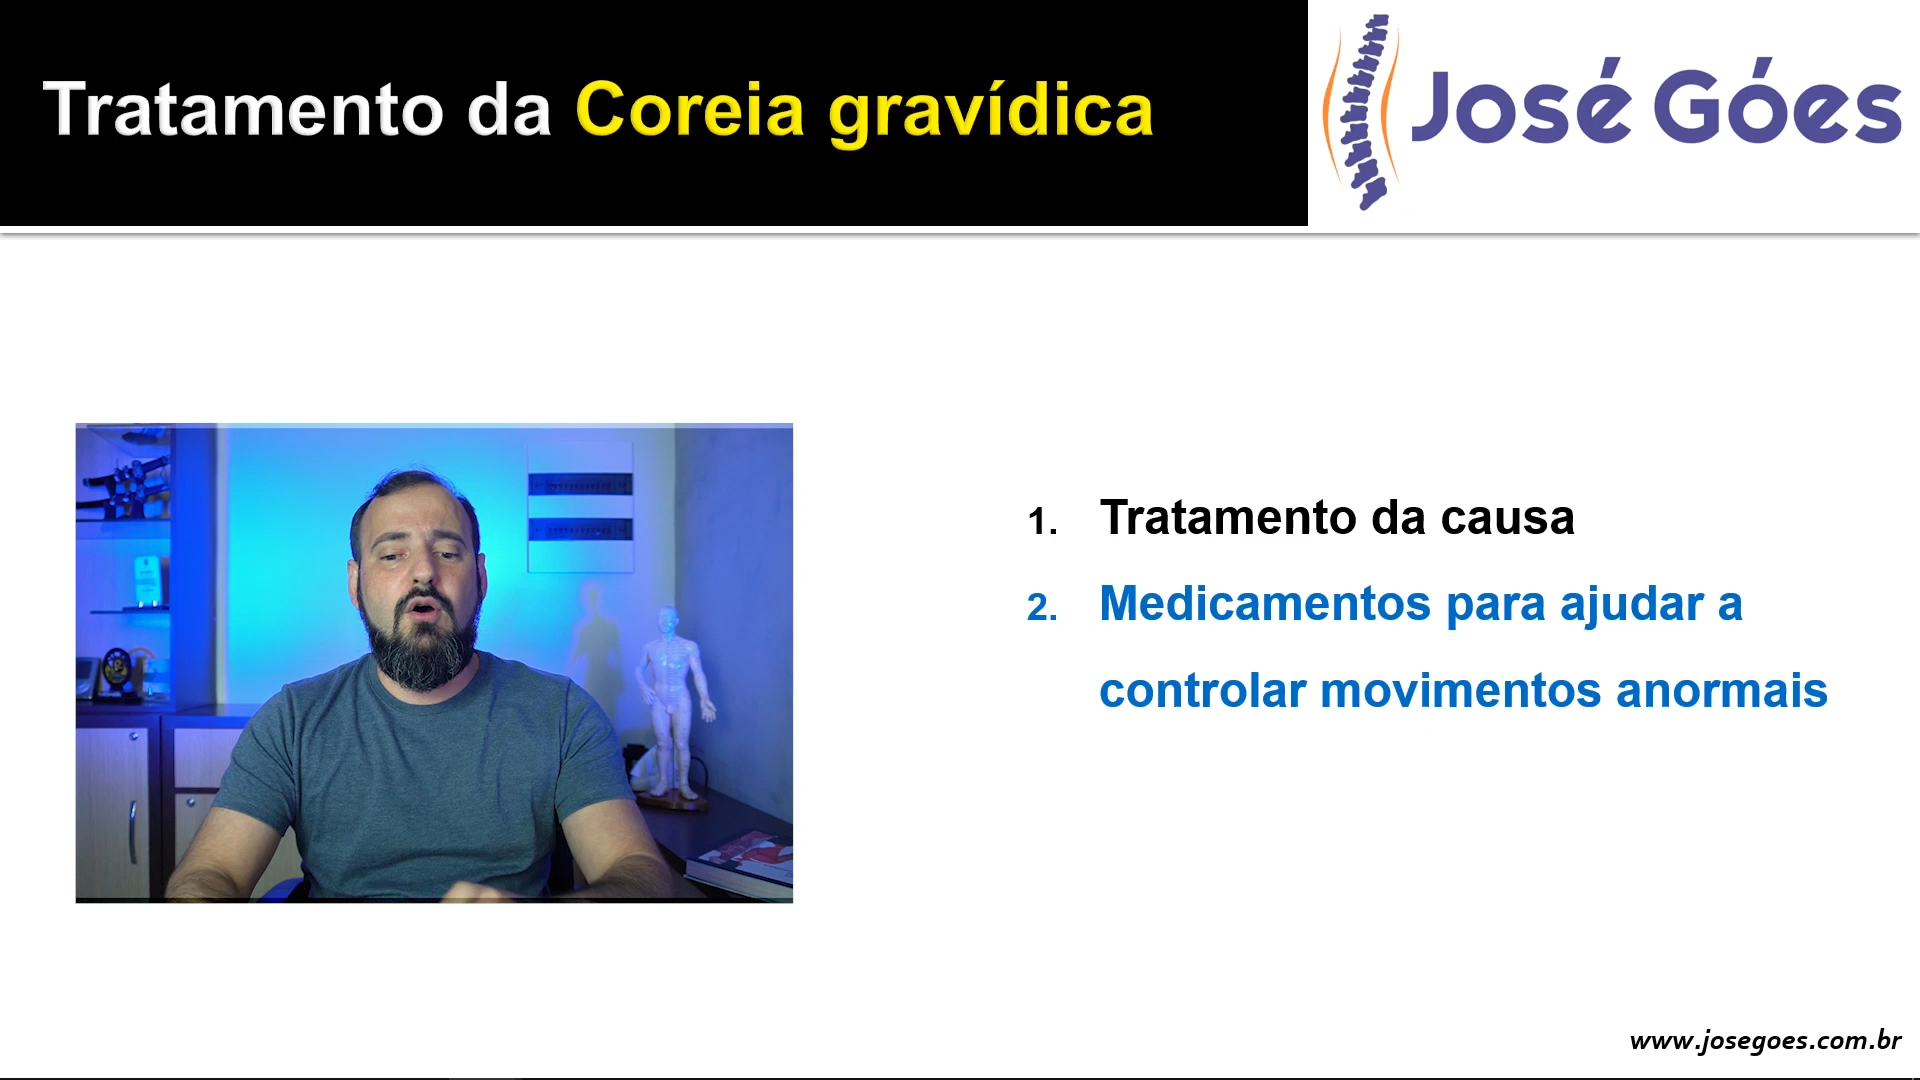 Tratamento da Coreia gravídica
José Góes
1. Tratamento da causa
2. Medicamentos para ajudar a
controlar movimentos anormais
www.josegoes.com.br